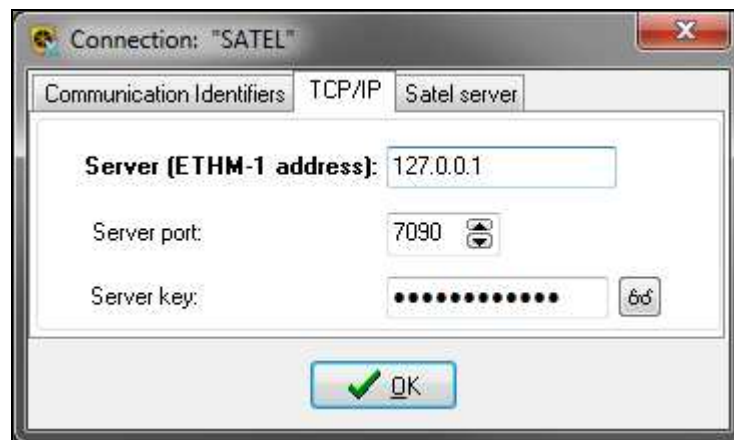 Connection: "SATEL"
Communication Identifiers TCP/IP Satel server
Server (ETHM-1 address): 127.0.0.1
Server port: 7090
Server key: ••••••••••••
OK